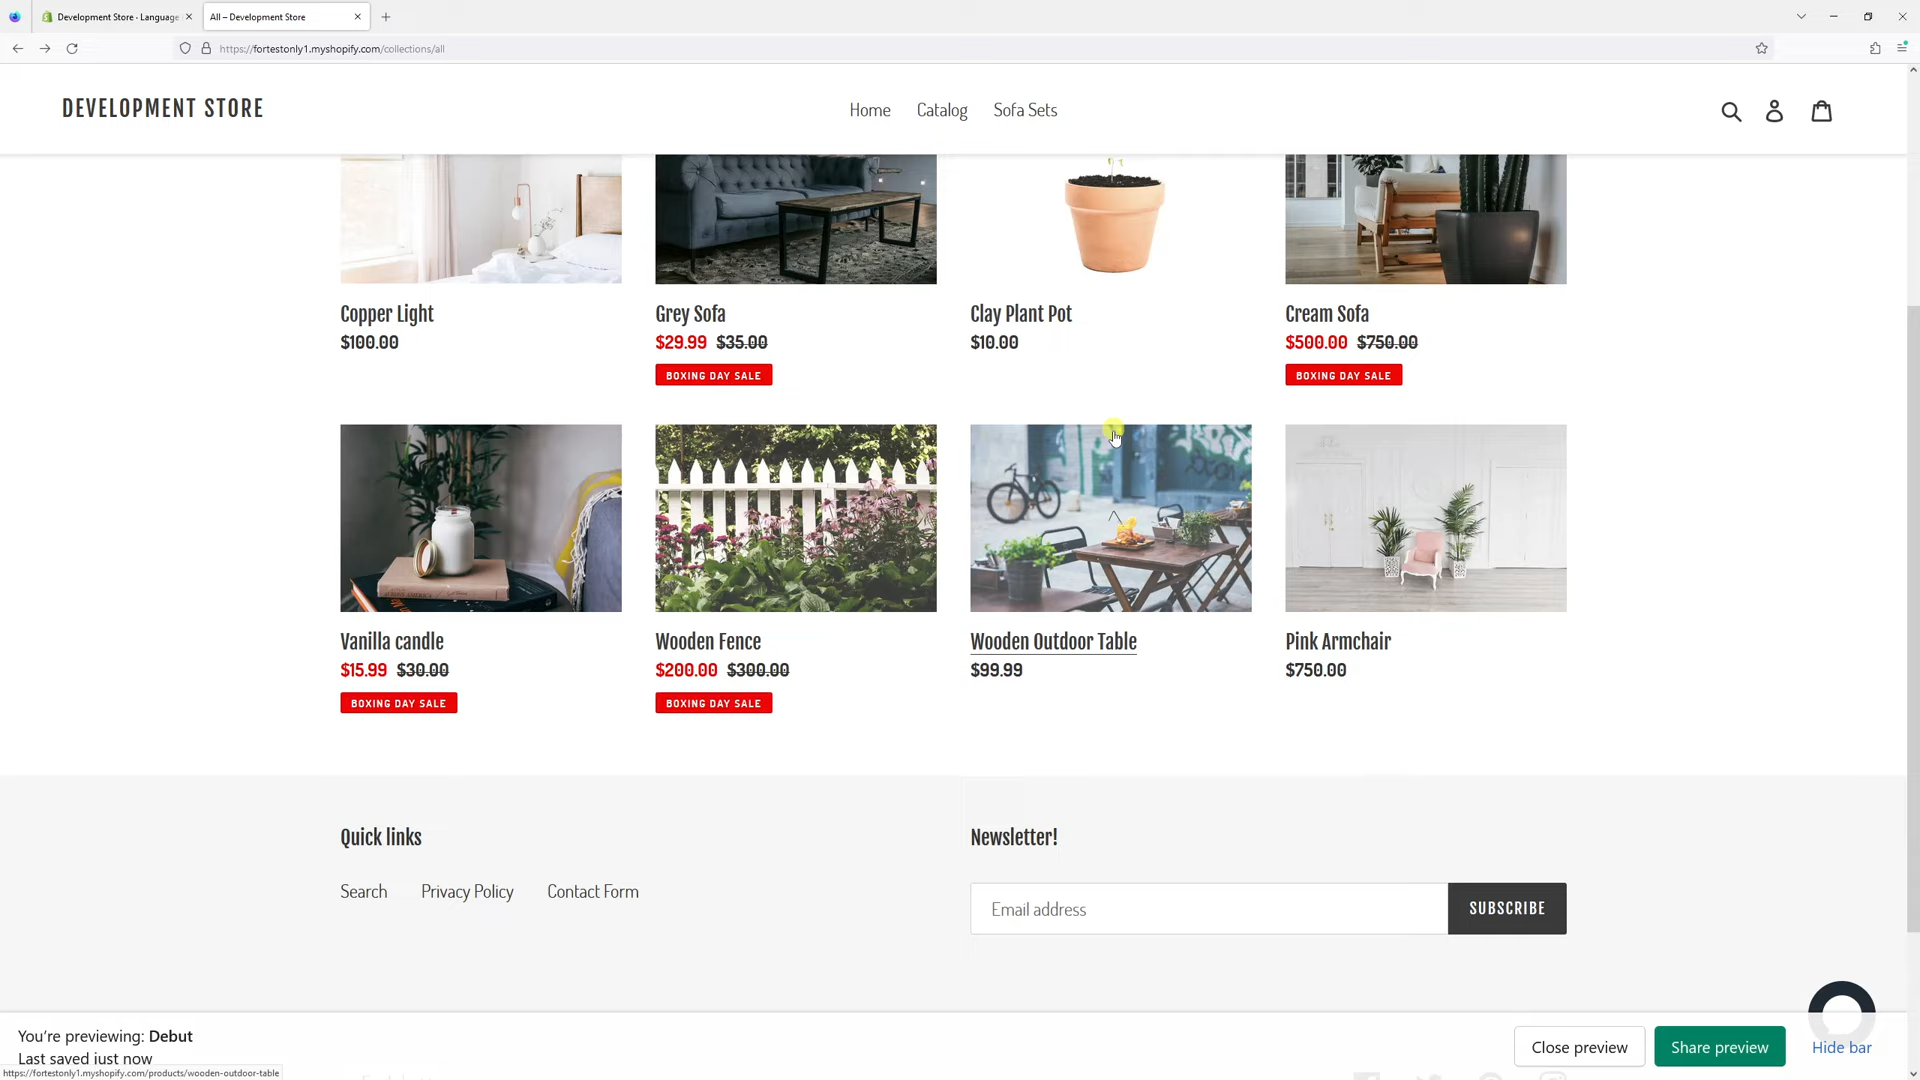 Development Store - Language
All – Development Store
https://fortestonly1.myshopify.com/collections/all
DEVELOPMENT STORE
Home Catalog Sofa Sets
Copper Light
$100.00
Grey Sofa
$29.99 $35.00
BOXING DAY SALE
Clay Plant Pot
$10.00
Cream Sofa
$500.00 $750.00
BOXING DAY SALE
Vanilla candle
$15.99 $30.00
BOXING DAY SALE
Wooden Fence
$200.00 $300.00
BOXING DAY SALE
Wooden Outdoor Table
$99.99
Pink Armchair
$750.00
Quick links
Search Privacy Policy Contact Form
Newsletter!
Email address SUBSCRIBE
You're previewing: Debut
Last saved just now
Close preview Share preview Hide bar
https://fortestonly1.myshopify.com/products/wooden-outdoor-table